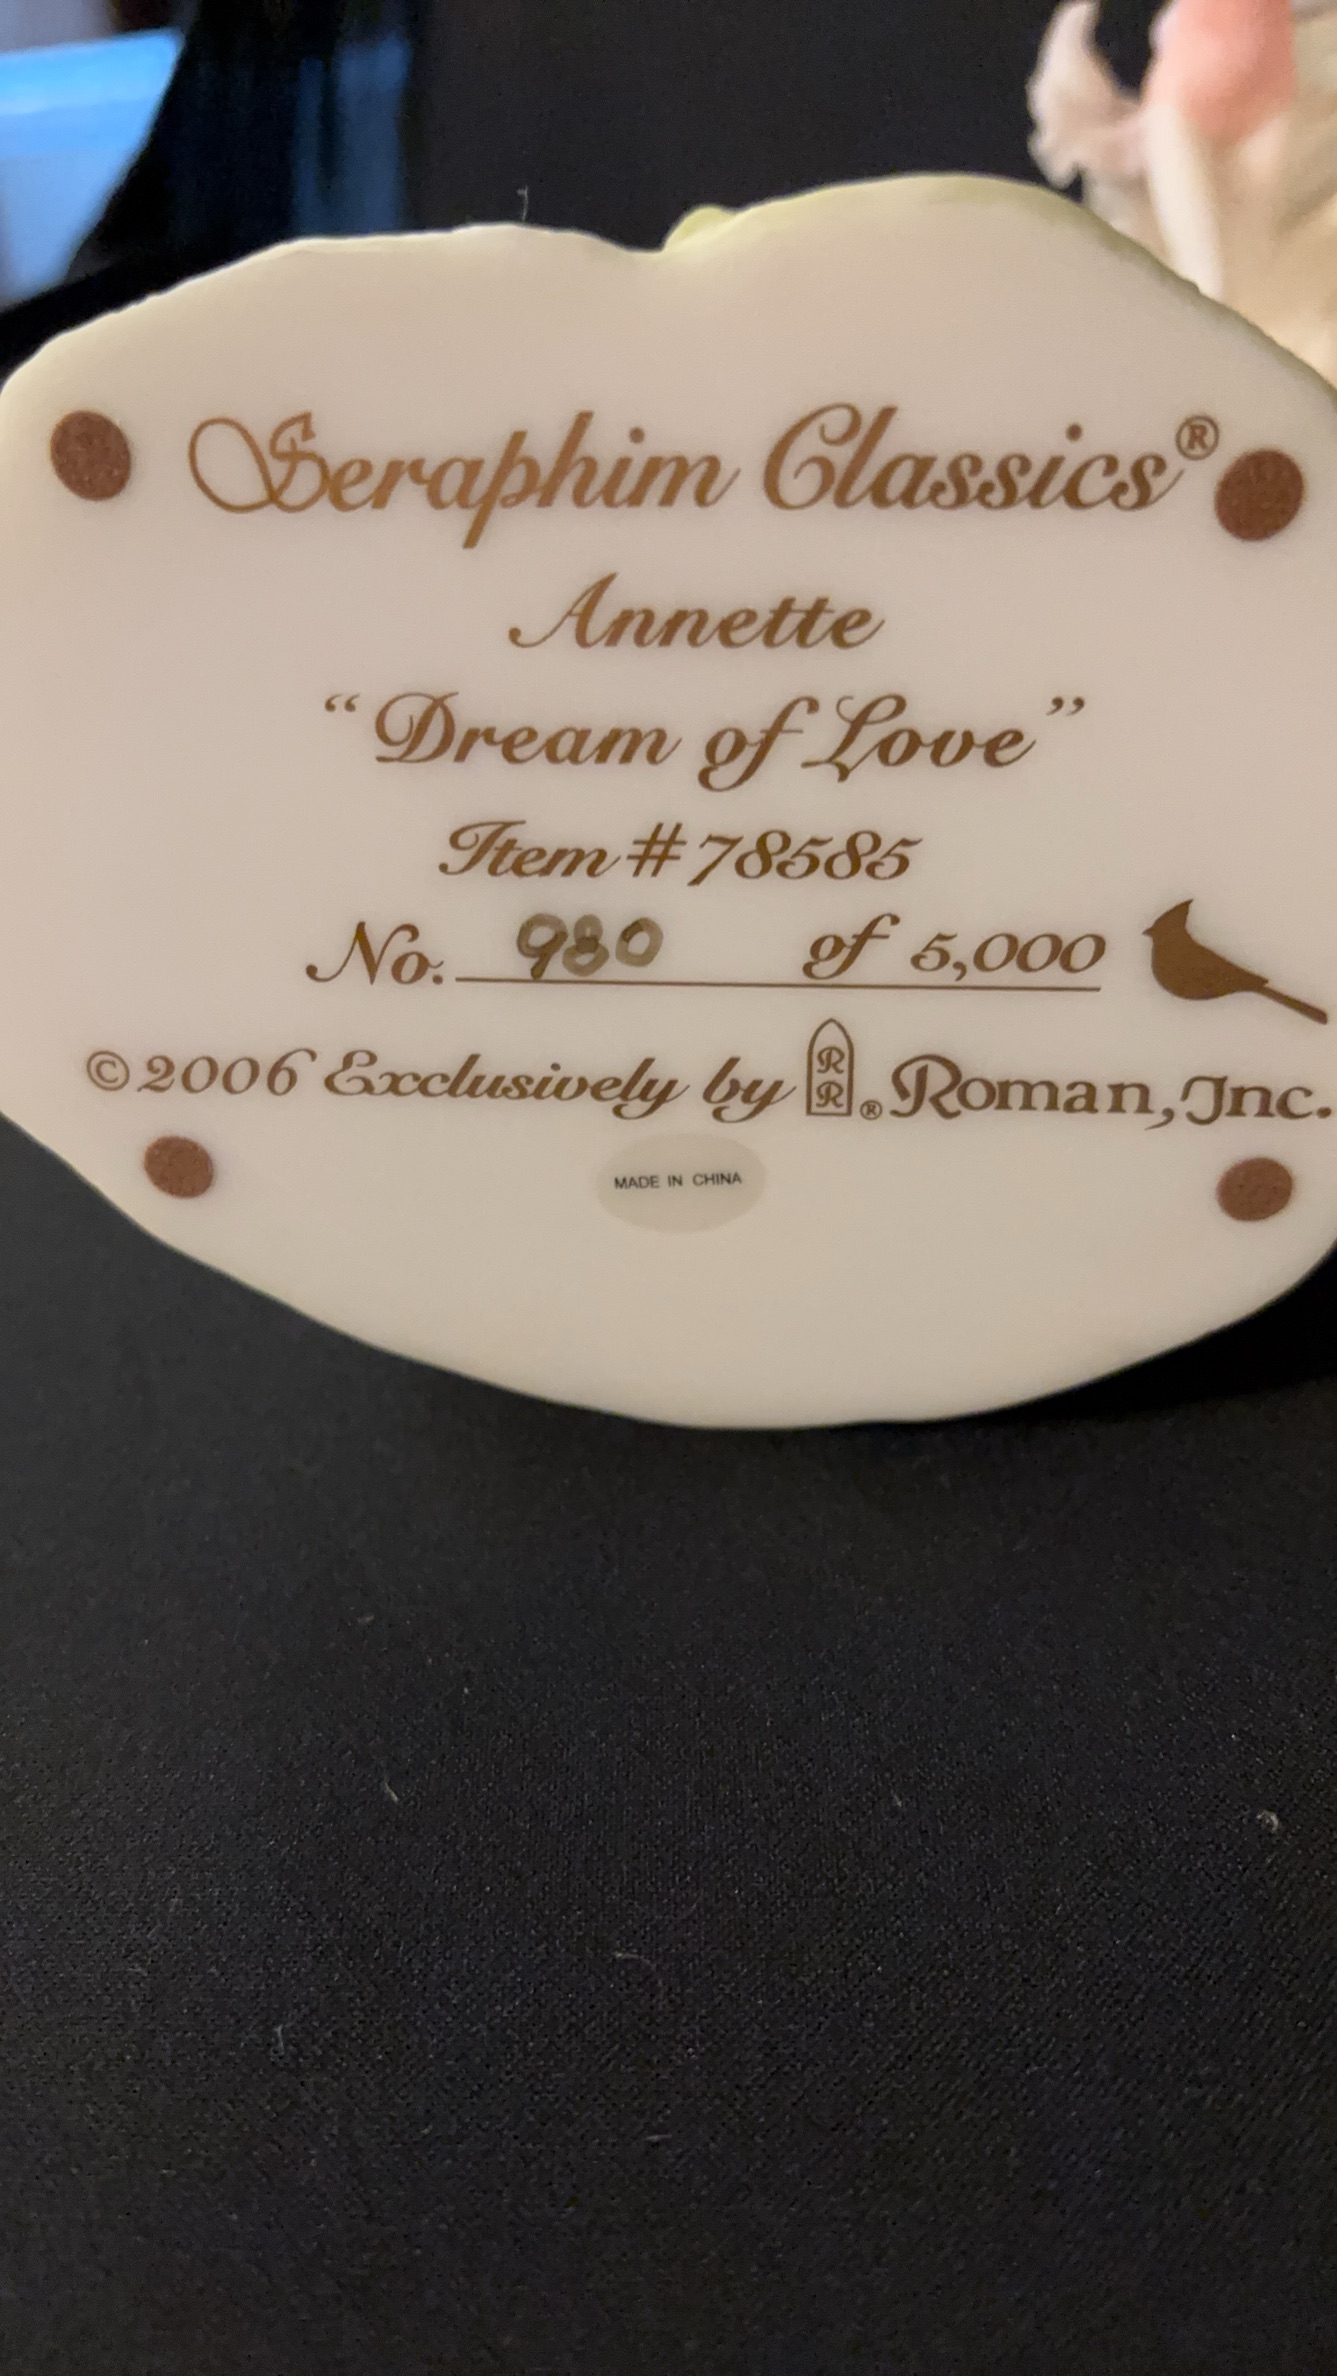 Seraphim Classics®
Annette
“Dream of Love”
Item #78585
No. 980 of 5,000
©2006 Exclusively by RR® Roman, Inc.
MADE IN CHINA